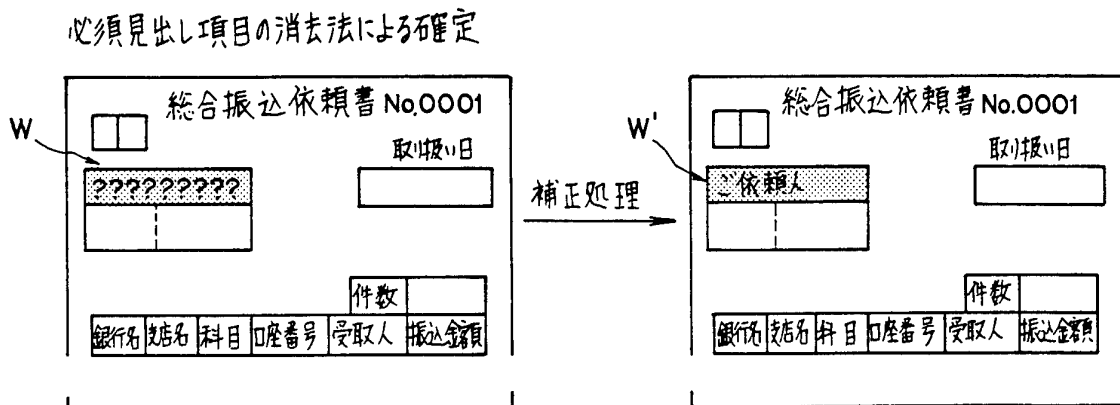 必須見出し項目の消去法による確定
総合振込依頼書 No.0001
W
取り扱い日
?????????
件数
銀行名 支店名 科目 口座番号 受取人 振込金額
補正処理
総合振込依頼書 No.0001
W'
取り扱い日
ご依頼人
件数
銀行名 支店名 科目 口座番号 受取人 振込金額